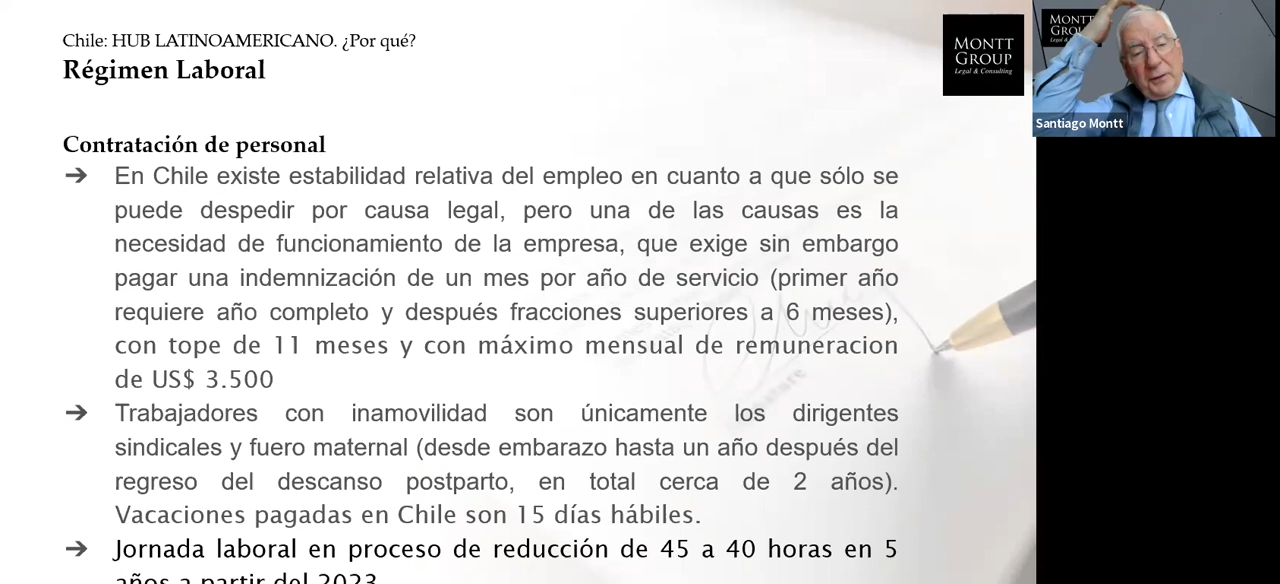 Chile: HUB LATINOAMERICANO. ¿Por qué?
Régimen Laboral
MONTT
GROUP
Legal & Consulting
MONTT
Santiago Montt
Contratación de personal
➔ En Chile existe estabilidad relativa del empleo en cuanto a que sólo se
puede despedir por causa legal, pero una de las causas es la
necesidad de funcionamiento de la empresa, que exige sin embargo
pagar una indemnización de un mes por año de servicio (primer año
requiere año completo y después fracciones superiores a 6 meses),
con tope de 11 meses y con máximo mensual de remuneracion
de US$ 3.500
➔ Trabajadores con inamovilidad son únicamente los dirigentes
sindicales y fuero maternal (desde embarazo hasta un año después del
regreso del descanso postparto, en total cerca de 2 años).
Vacaciones pagadas en Chile son 15 días hábiles.
➔ Jornada laboral en proceso de reducción de 45 a 40 horas en 5
años a partir del 2023